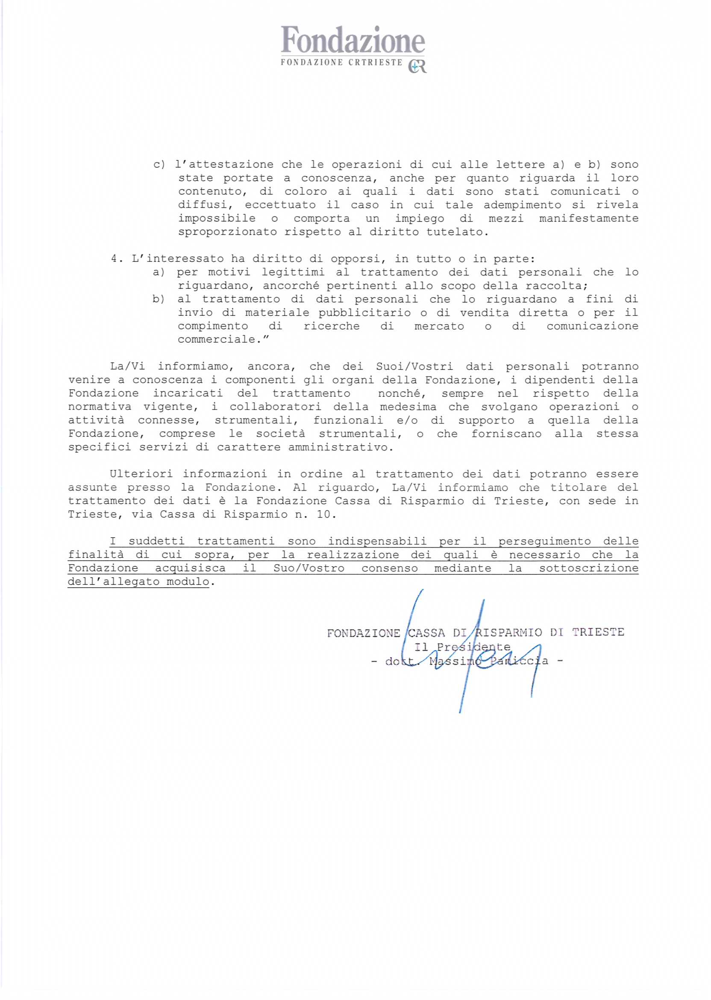 Fondazione
FONDAZIONE CRTRIESTE CR
c) l’attestazione che le operazioni di cui alle lettere a) e b) sono
state portate a conoscenza, anche per quanto riguarda il loro
contenuto, di coloro ai quali i dati sono stati comunicati o
diffusi, eccettuato il caso in cui tale adempimento si rivela
impossibile o comporta un impiego di mezzi manifestamente
sproporzionato rispetto al diritto tutelato.
4. L’interessato ha diritto di opporsi, in tutto o in parte:
a) per motivi legittimi al trattamento dei dati personali che lo
riguardano, ancorché pertinenti allo scopo della raccolta;
b) al trattamento di dati personali che lo riguardano a fini di
invio di materiale pubblicitario o di vendita diretta o per il
compimento di ricerche di mercato o di comunicazione
commerciale.”
La/Vi informiamo, ancora, che dei Suoi/Vostri dati personali potranno
venire a conoscenza i componenti gli organi della Fondazione, i dipendenti della
Fondazione incaricati del trattamento nonché, sempre nel rispetto della
normativa vigente, i collaboratori della medesima che svolgano operazioni o
attività connesse, strumentali, funzionali e/o di supporto a quella della
Fondazione, comprese le società strumentali, o che forniscano alla stessa
specifici servizi di carattere amministrativo.
Ulteriori informazioni in ordine al trattamento dei dati potranno essere
assunte presso la Fondazione. Al riguardo, La/Vi informiamo che titolare del
trattamento dei dati è la Fondazione Cassa di Risparmio di Trieste, con sede in
Trieste, via Cassa di Risparmio n. 10.
I suddetti trattamenti sono indispensabili per il perseguimento delle
finalità di cui sopra, per la realizzazione dei quali è necessario che la
Fondazione acquisisca il Suo/Vostro consenso mediante la sottoscrizione
dell’allegato modulo.
FONDAZIONE CASSA DI RISPARMIO DI TRIESTE
Il Presidente
- dott. Massimo Paniccia -